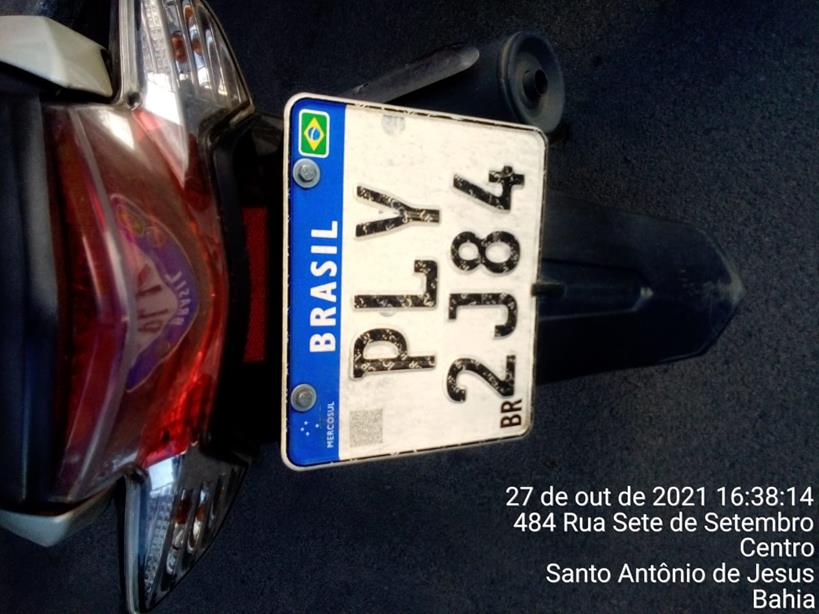 BRASIL
MERCOSUL
PLY
2J84
BR
27 de out de 2021 16:38:14
484 Rua Sete de Setembro
Centro
Santo Antônio de Jesus
Bahia